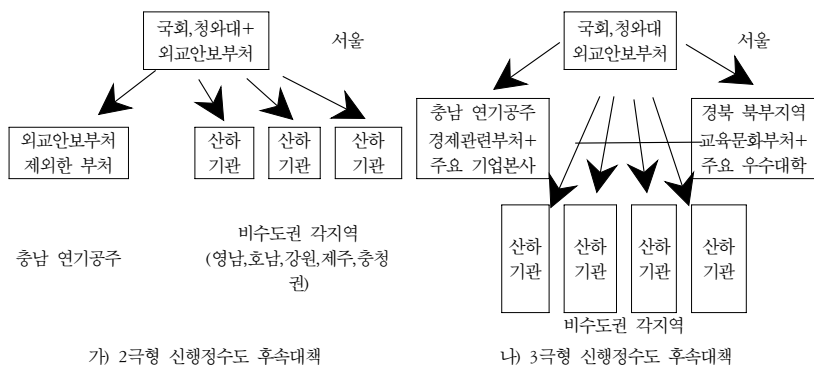 국회,청와대+
외교안보부처
서울
외교안보부처
제외한 부처
산하
기관
산하
기관
산하
기관
충남 연기공주
비수도권 각지역
(영남,호남,강원,제주,충청
권)
가) 2극형 신행정수도 후속대책
국회,청와대
외교안보부처
서울
충남 연기공주
경제관련부처+
주요 기업본사
경북 북부지역
교육문화부처+
주요 우수대학
산하
기관
산하
기관
산하
기관
산하
기관
비수도권 각지역
나) 3극형 신행정수도 후속대책